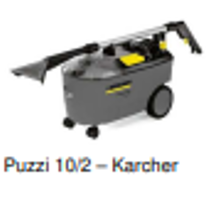 Puzzi 10/2 – Karcher